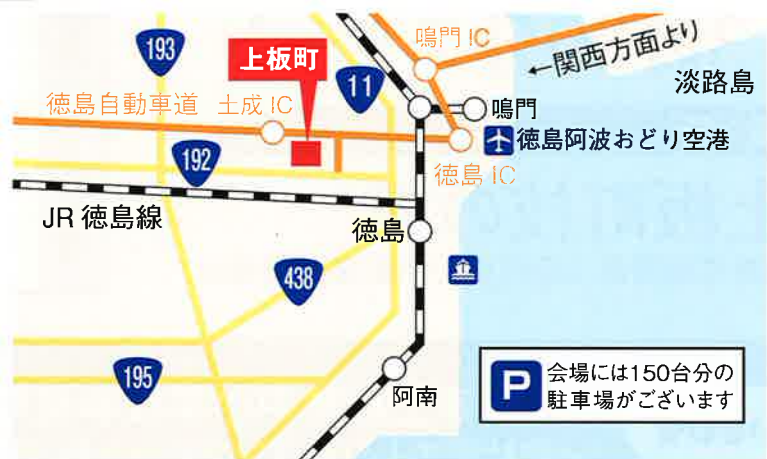 193
上板町
11
鳴門 IC
←関西方面より
淡路島
徳島自動車道 土成 IC
鳴門
徳島阿波おどり空港
192
徳島 IC
JR 徳島線
徳島
438
195
阿南
P
会場には150台分の
駐車場がございます